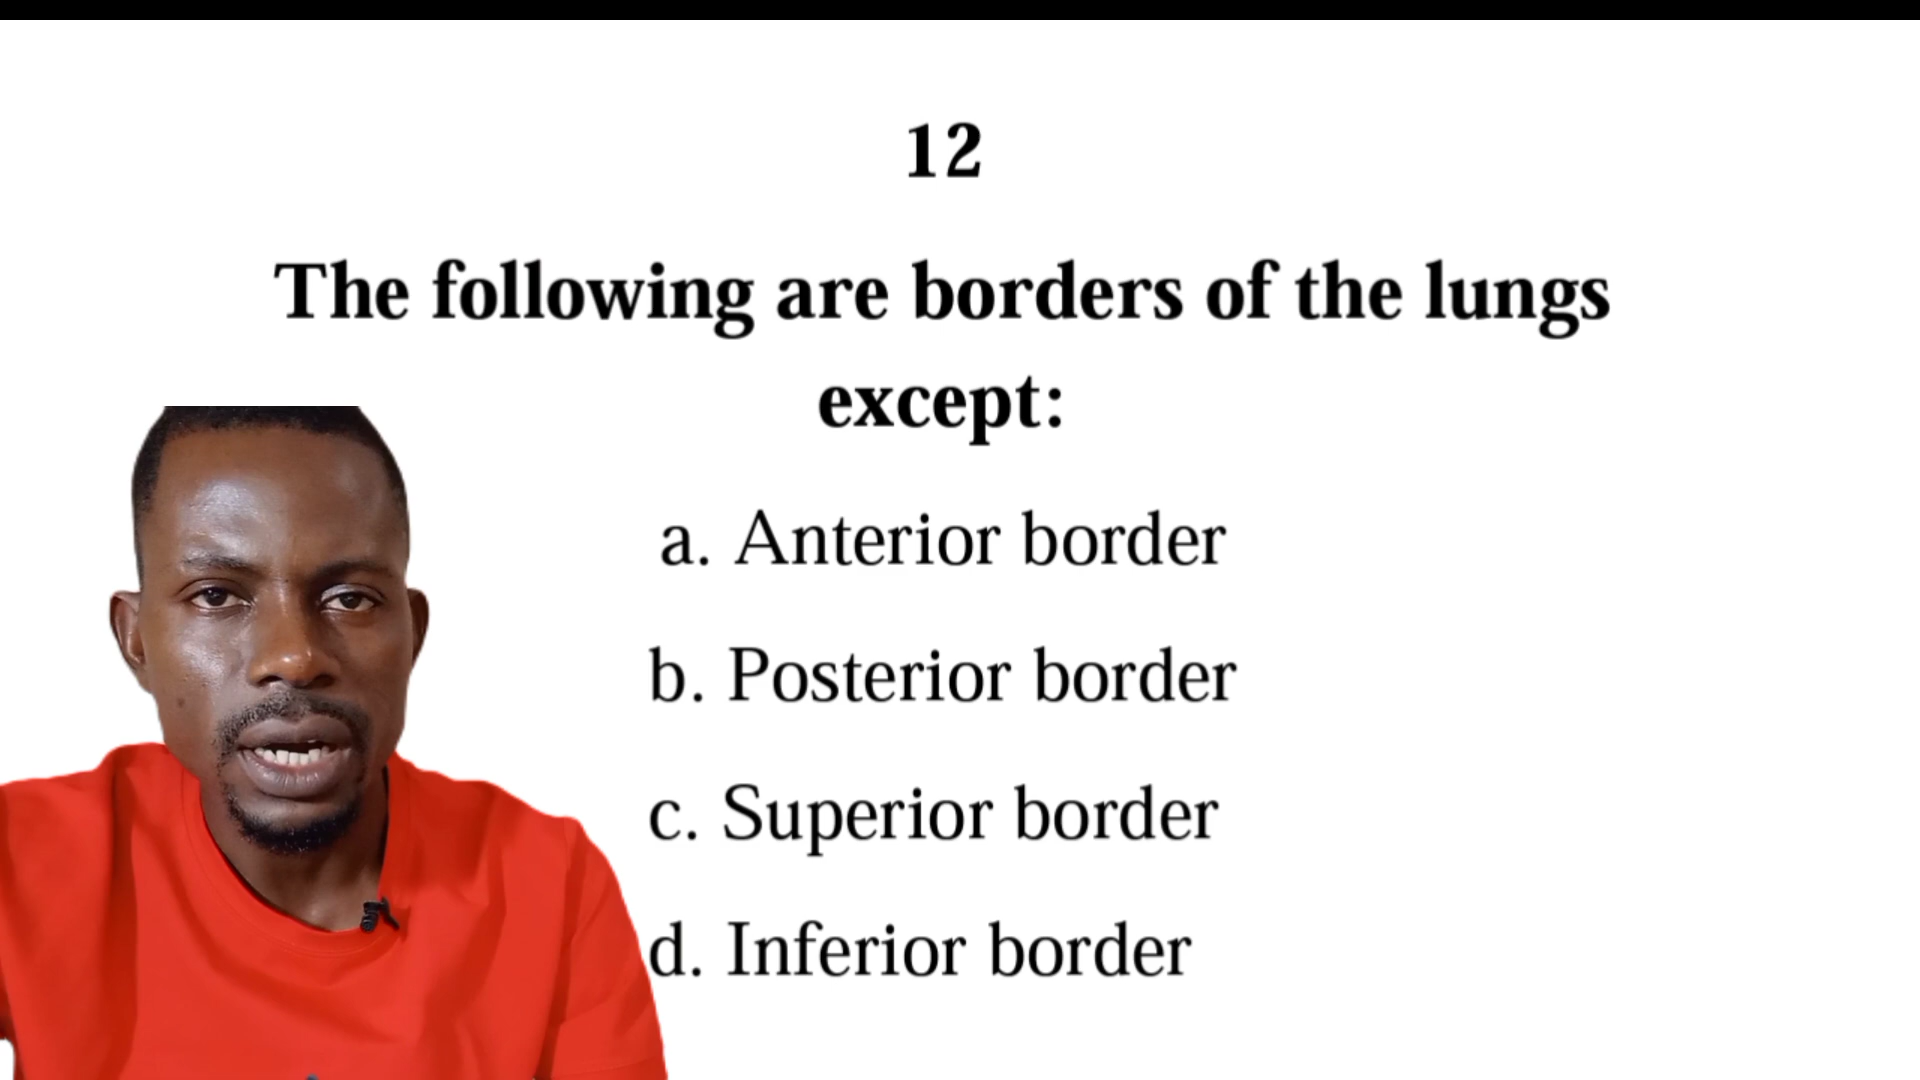 12
The following are borders of the lungs
except:
a. Anterior border
b. Posterior border
c. Superior border
d. Inferior border